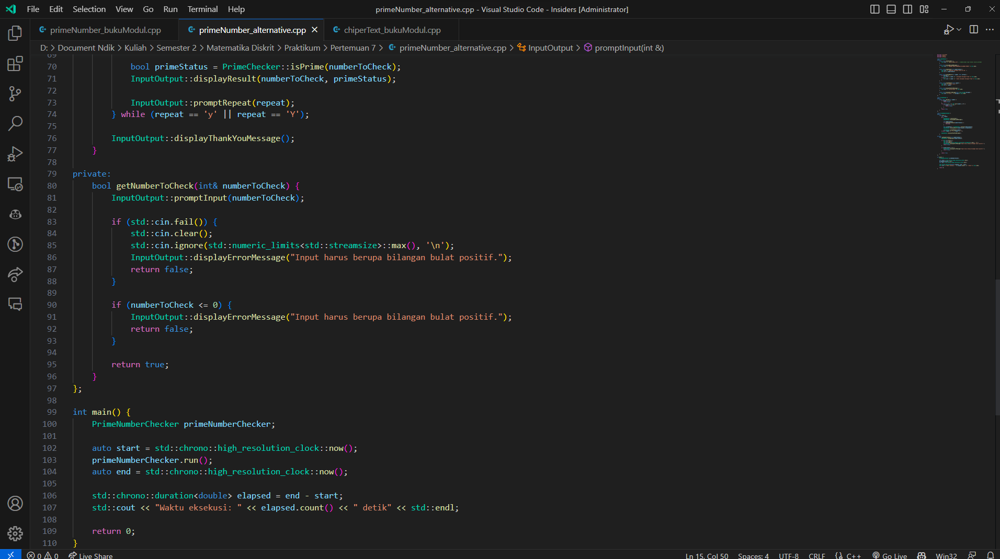 File Edit Selection View Go Run Terminal Help
primeNumber_alternative.cpp - Visual Studio Code - Insiders [Administrator]
primeNumber_bukuModul.cpp primeNumber_alternative.cpp chiperText_bukuModul.cpp
D: > Document Ndik > Kuliah > Semester 2 > Matematika Diskrit > Praktikum > Pertemuan 7 > primeNumber_alternative.cpp > InputOutput > promptInput(int &)
69
70 bool primeStatus = PrimeChecker::isPrime(numberToCheck);
71 InputOutput::displayResult(numberToCheck, primeStatus);
72
73 InputOutput::promptRepeat(repeat);
74 } while (repeat == 'y' || repeat == 'Y');
75
76 InputOutput::displayThankYouMessage();
77 }
78
79 private:
80 bool getNumberToCheck(int& numberToCheck) {
81 InputOutput::promptInput(numberToCheck);
82
83 if (std::cin.fail()) {
84 std::cin.clear();
85 std::cin.ignore(std::numeric_limits<std::streamsize>::max(), '\n');
86 InputOutput::displayErrorMessage("Input harus berupa bilangan bulat positif.");
87 return false;
88 }
89
90 if (numberToCheck <= 0) {
91 InputOutput::displayErrorMessage("Input harus berupa bilangan bulat positif.");
92 return false;
93 }
94
95 return true;
96 }
97 };
98
99 int main() {
100 PrimeNumberChecker primeNumberChecker;
101
102 auto start = std::chrono::high_resolution_clock::now();
103 primeNumberChecker.run();
104 auto end = std::chrono::high_resolution_clock::now();
105
106 std::chrono::duration<double> elapsed = end - start;
107 std::cout << "Waktu eksekusi: " << elapsed.count() << " detik" << std::endl;
108
109 return 0;
110 }
0 0 Live Share Ln 15, Col 50 Spaces: 4 UTF-8 CRLF {} C++ Go Live Win32